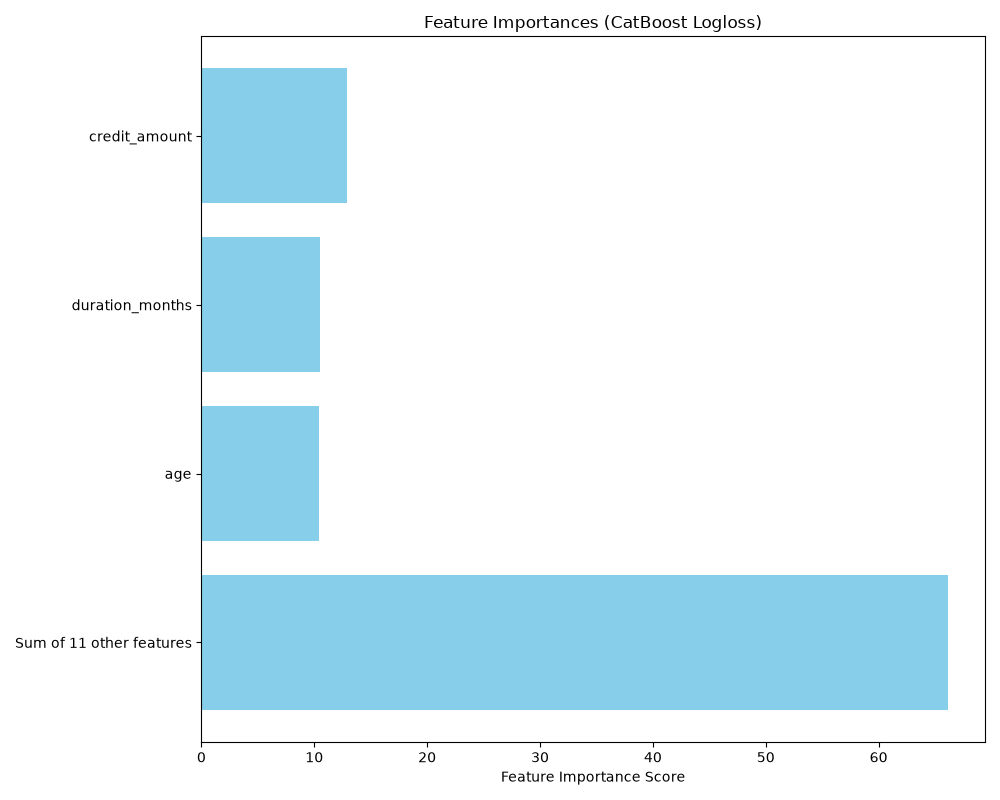 Feature Importances (CatBoost Logloss)
credit_amount
duration_months
age
Sum of 11 other features
0 10 20 30 40 50 60
Feature Importance Score